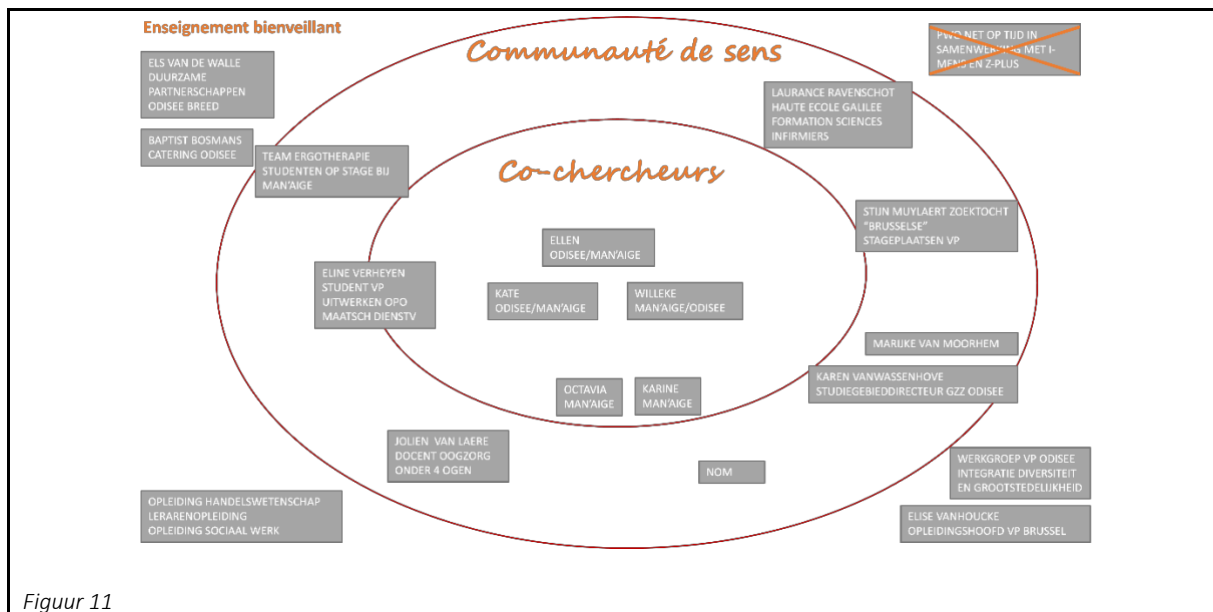 Enseignement bienveillant
Communauté de sens
PWO NET OP TIJD IN
SAMENWERKING MET I-
MENS EN Z-PLUS
ELS VAN DE WALLE
DUURZAME
PARTNERSCHAPPEN
ODISEE BREED
LAURANCE RAVENSCHOT
HAUTE ECOLE GALILEE
FORMATION SCIENCES
INFIRMIERS
BAPTIST BOSMANS
CATERING ODISEE
TEAM ERGOTHERAPIE
STUDENTEN OP STAGE BIJ
MAN'AIGE
Co-chercheurs
STIJN MUYLAERT ZOEKTOCHT
"BRUSSELSE"
STAGEPLAATSEN VP
ELLEN
ODISEE/MAN'AIGE
ELINE VERHEYEN
STUDENT VP
UITWERKEN OPO
MAATSCH DIENSTV
KATE
ODISEE/MAN'AIGE
WILLEKE
MAN'AIGE/ODISEE
MARIJKE VAN MOORHEM
KAREN VANWASSENHOVE
STUDIEGEBIEDDIRECTEUR GZZ ODISEE
OCTAVIA
MAN'AIGE
KARINE
MAN'AIGE
JOLIEN VAN LAERE
DOCENT OOGZORG
ONDER 4 OGEN
NOM
WERKGROEP VP ODISEE
INTEGRATIE DIVERSITEIT
EN GROOTSTEDELIJKHEID
OPLEIDING HANDELSWETENSCHAP
LERARENOPLEIDING
OPLEIDING SOCIAAL WERK
ELISE VANHOUCKE
OPLEIDINGSHOOFD VP BRUSSEL
Figuur 11